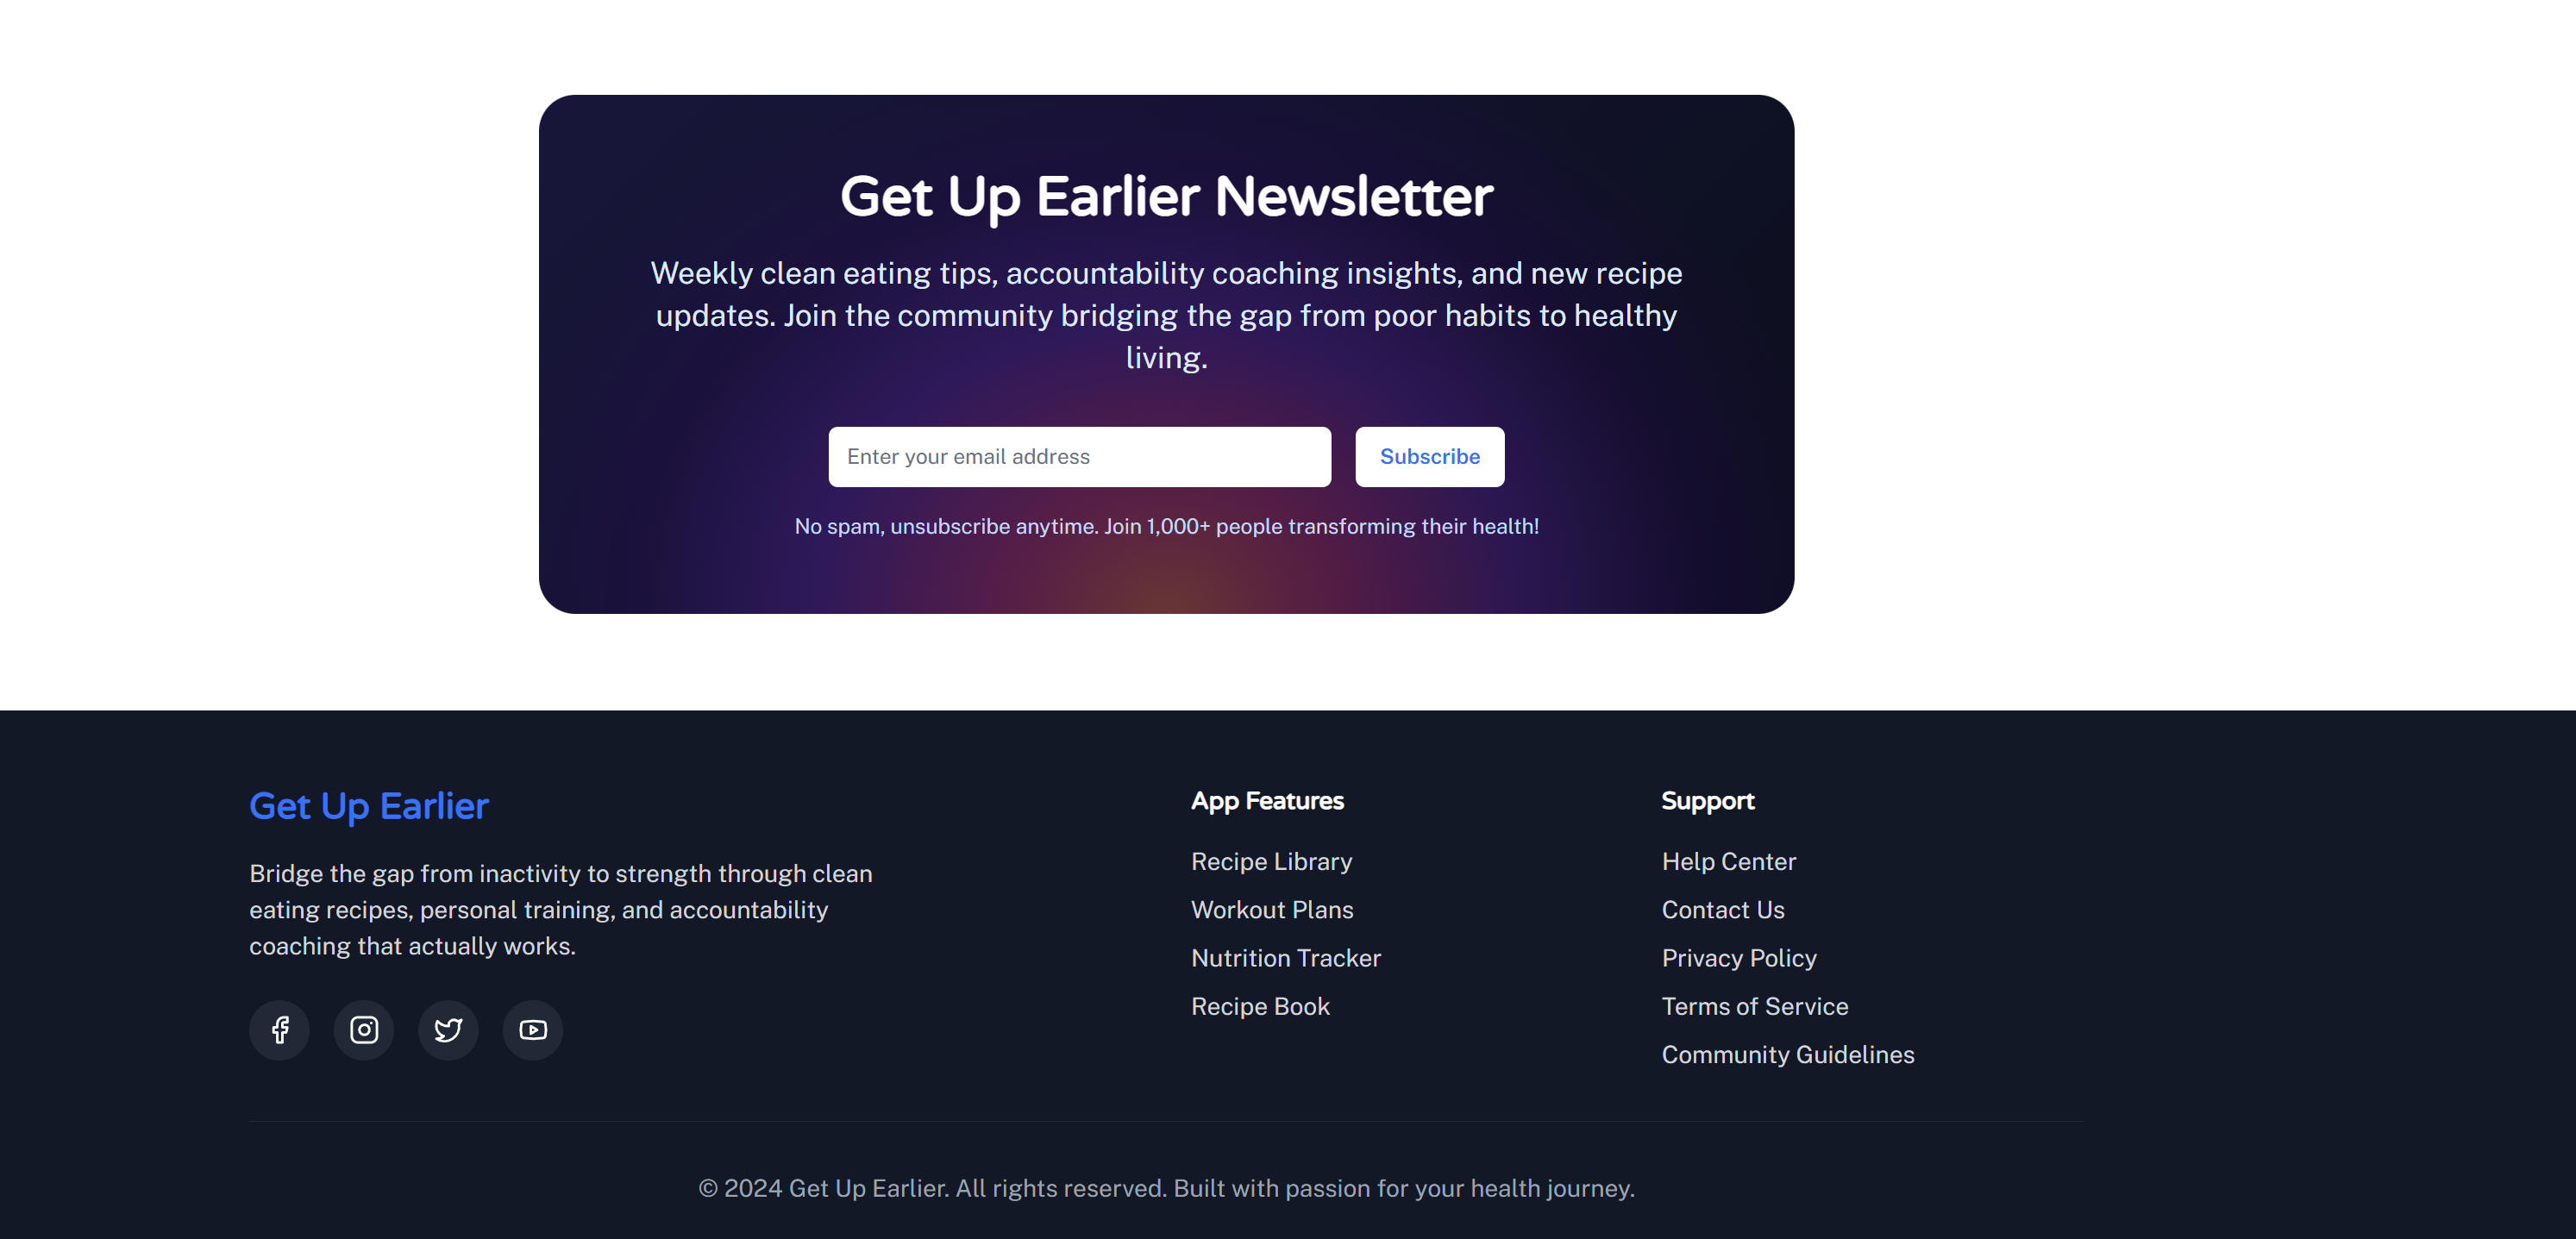 Get Up Earlier Newsletter
Weekly clean eating tips, accountability coaching insights, and new recipe
updates. Join the community bridging the gap from poor habits to healthy
living.
Enter your email address
Subscribe
No spam, unsubscribe anytime. Join 1,000+ people transforming their health!
Get Up Earlier
Bridge the gap from inactivity to strength through clean
eating recipes, personal training, and accountability
coaching that actually works.
App Features
Recipe Library
Workout Plans
Nutrition Tracker
Recipe Book
Support
Help Center
Contact Us
Privacy Policy
Terms of Service
Community Guidelines
© 2024 Get Up Earlier. All rights reserved. Built with passion for your health journey.